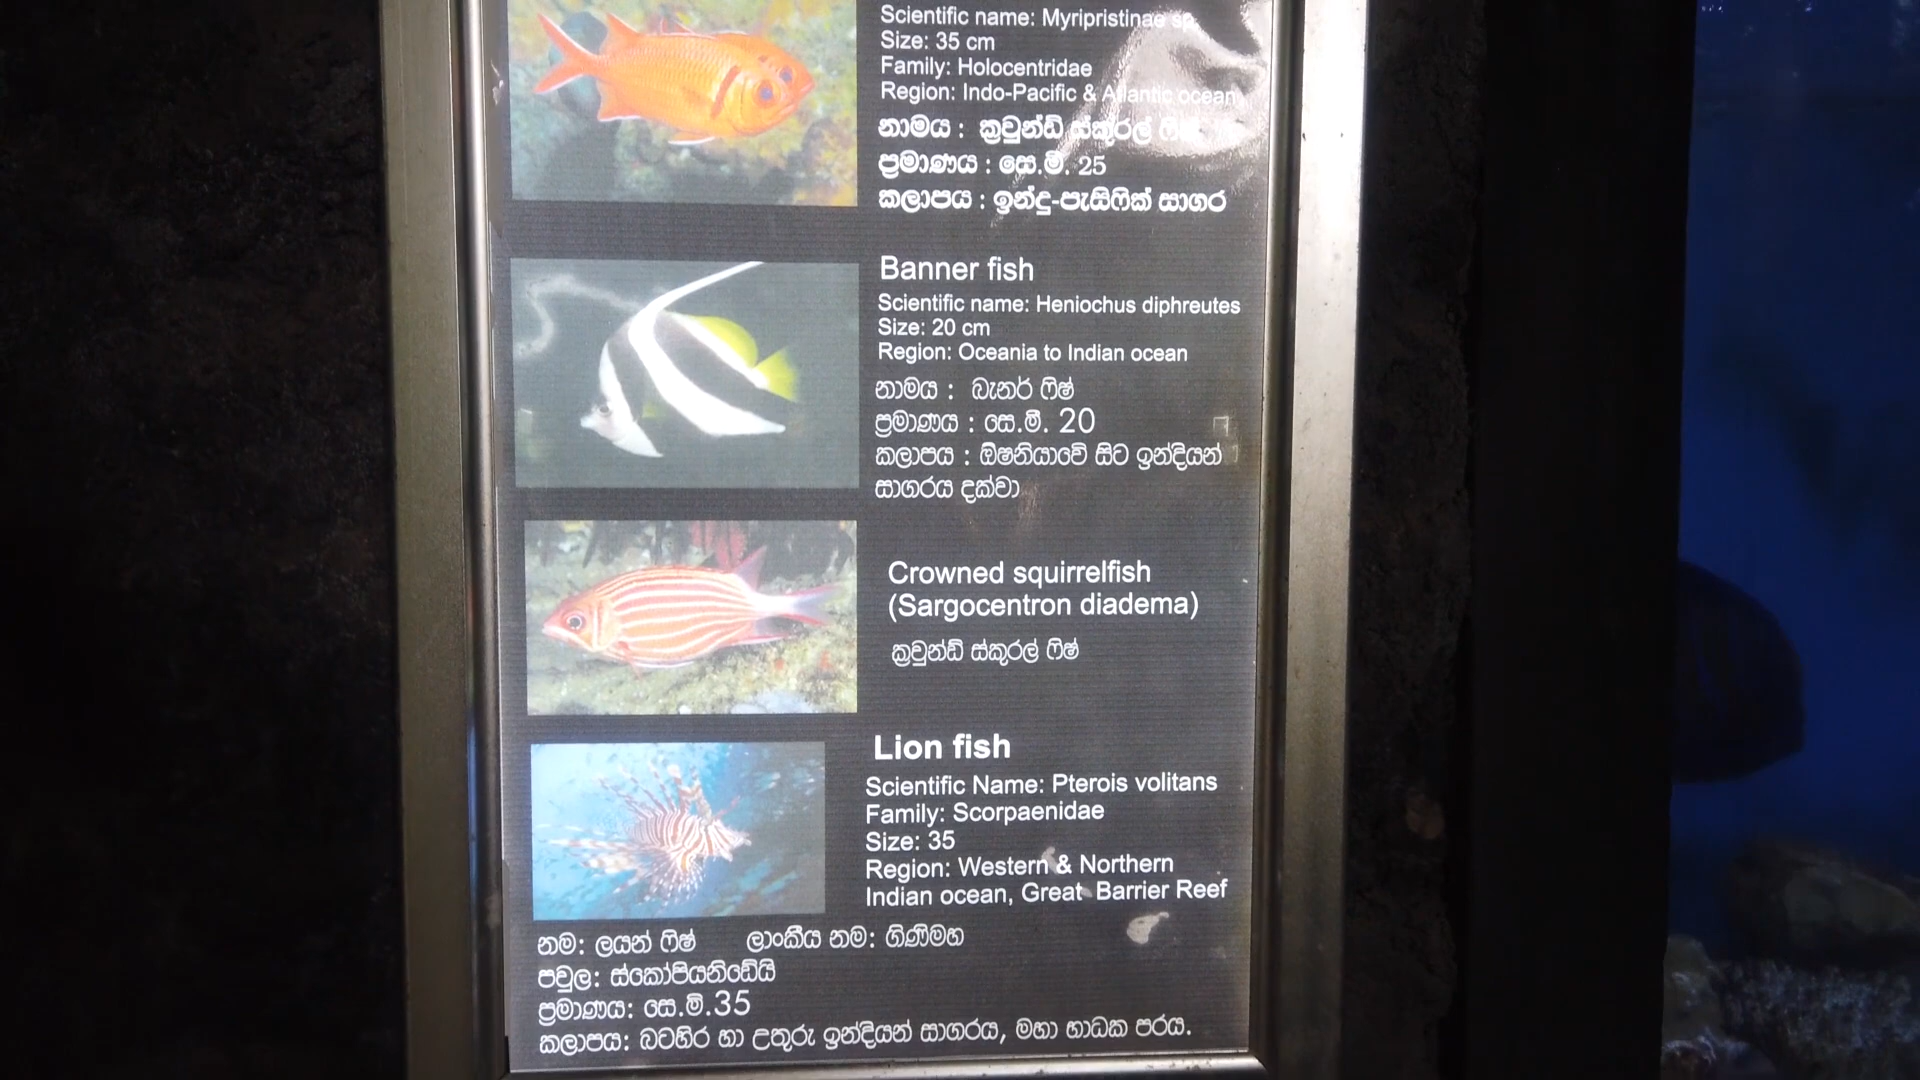 Scientific name: Myripristinae sp.
Size: 35 cm
Family: Holocentridae
Region: Indo-Pacific & Atlantic ocean
නාමය : ක්‍රවුන්ඩ් ස්කුරල් ෆිෂ්
ප්‍රමාණය : සෙ.මී. 25
කලාපය : ඉන්දු-පැසිෆික් සාගර
Banner fish
Scientific name: Heniochus diphreutes
Size: 20 cm
Region: Oceania to Indian ocean
නාමය : බැනර් ෆිෂ්
ප්‍රමාණය : සෙ.මී. 20
කලාපය : ඕෂනියාවේ සිට ඉන්දියන්
සාගරය දක්වා
Crowned squirrelfish
(Sargocentron diadema)
ක්‍රවුන්ඩ් ස්කුරල් ෆිෂ්
Lion fish
Scientific Name: Pterois volitans
Family: Scorpaenidae
Size: 35
Region: Western & Northern
Indian ocean, Great Barrier Reef
නම: ලයන් ෆිෂ් ලාංකීය නම: ගිණිමහ
පවුල: ස්කෝපියනිඩේයි
ප්‍රමාණය: සෙ.මි.35
කලාපය: බටහිර හා උතුරු ඉන්දියන් සාගරය, මහා භාධක පරය.